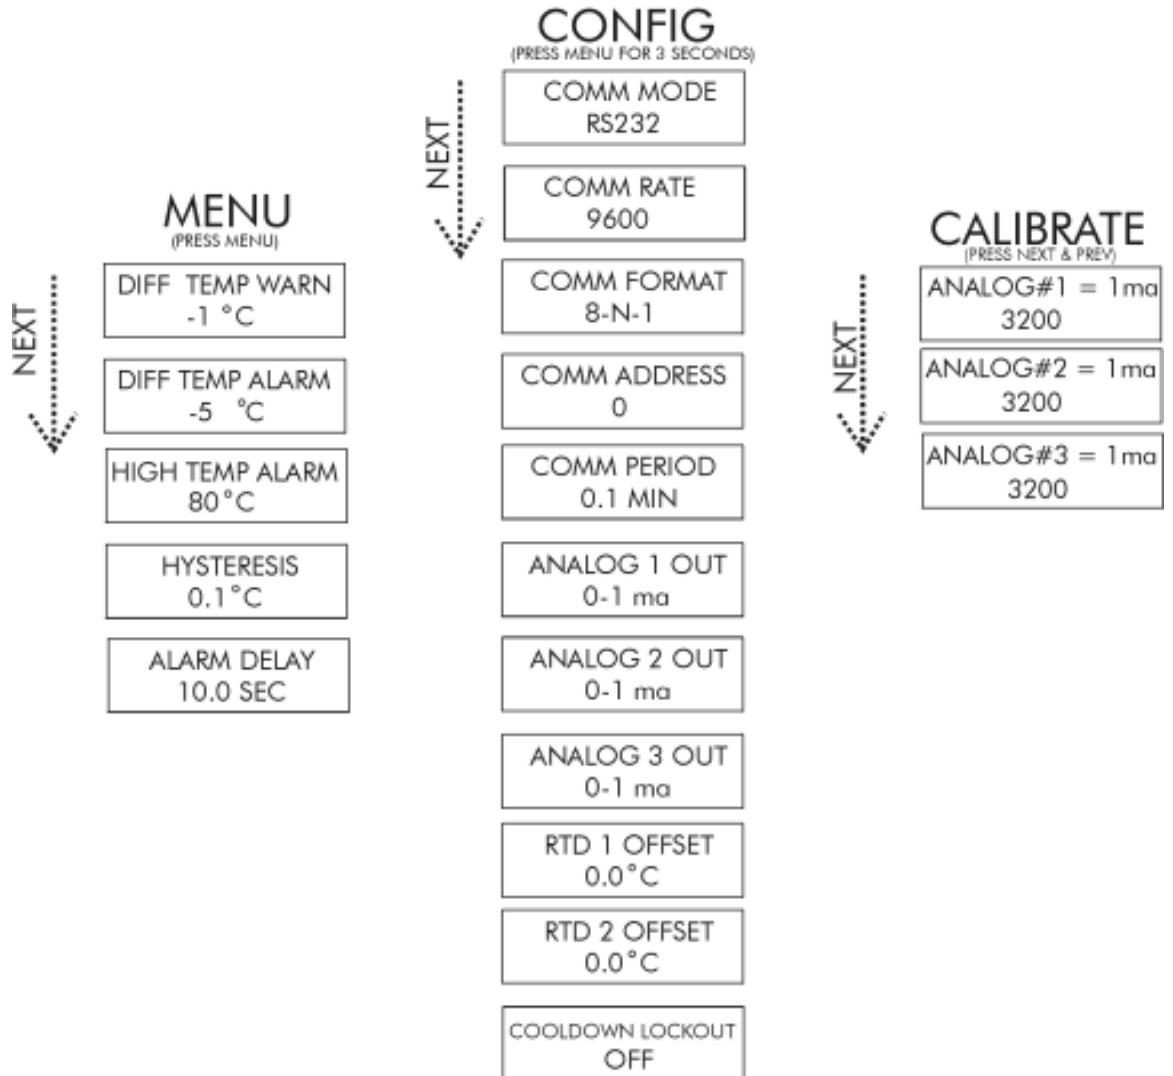 CONFIG
(PRESS MENU FOR 3 SECONDS)
NEXT
COMM MODE
RS232
COMM RATE
9600
COMM FORMAT
8-N-1
COMM ADDRESS
0
COMM PERIOD
0.1 MIN
ANALOG 1 OUT
0-1 ma
ANALOG 2 OUT
0-1 ma
ANALOG 3 OUT
0-1 ma
RTD 1 OFFSET
0.0°C
RTD 2 OFFSET
0.0°C
COOLDOWN LOCKOUT
OFF
MENU
(PRESS MENU)
NEXT
DIFF TEMP WARN
-1 °C
DIFF TEMP ALARM
-5 °C
HIGH TEMP ALARM
80°C
HYSTERESIS
0.1°C
ALARM DELAY
10.0 SEC
CALIBRATE
(PRESS NEXT & PREV)
NEXT
ANALOG#1 = 1ma
3200
ANALOG#2 = 1ma
3200
ANALOG#3 = 1ma
3200